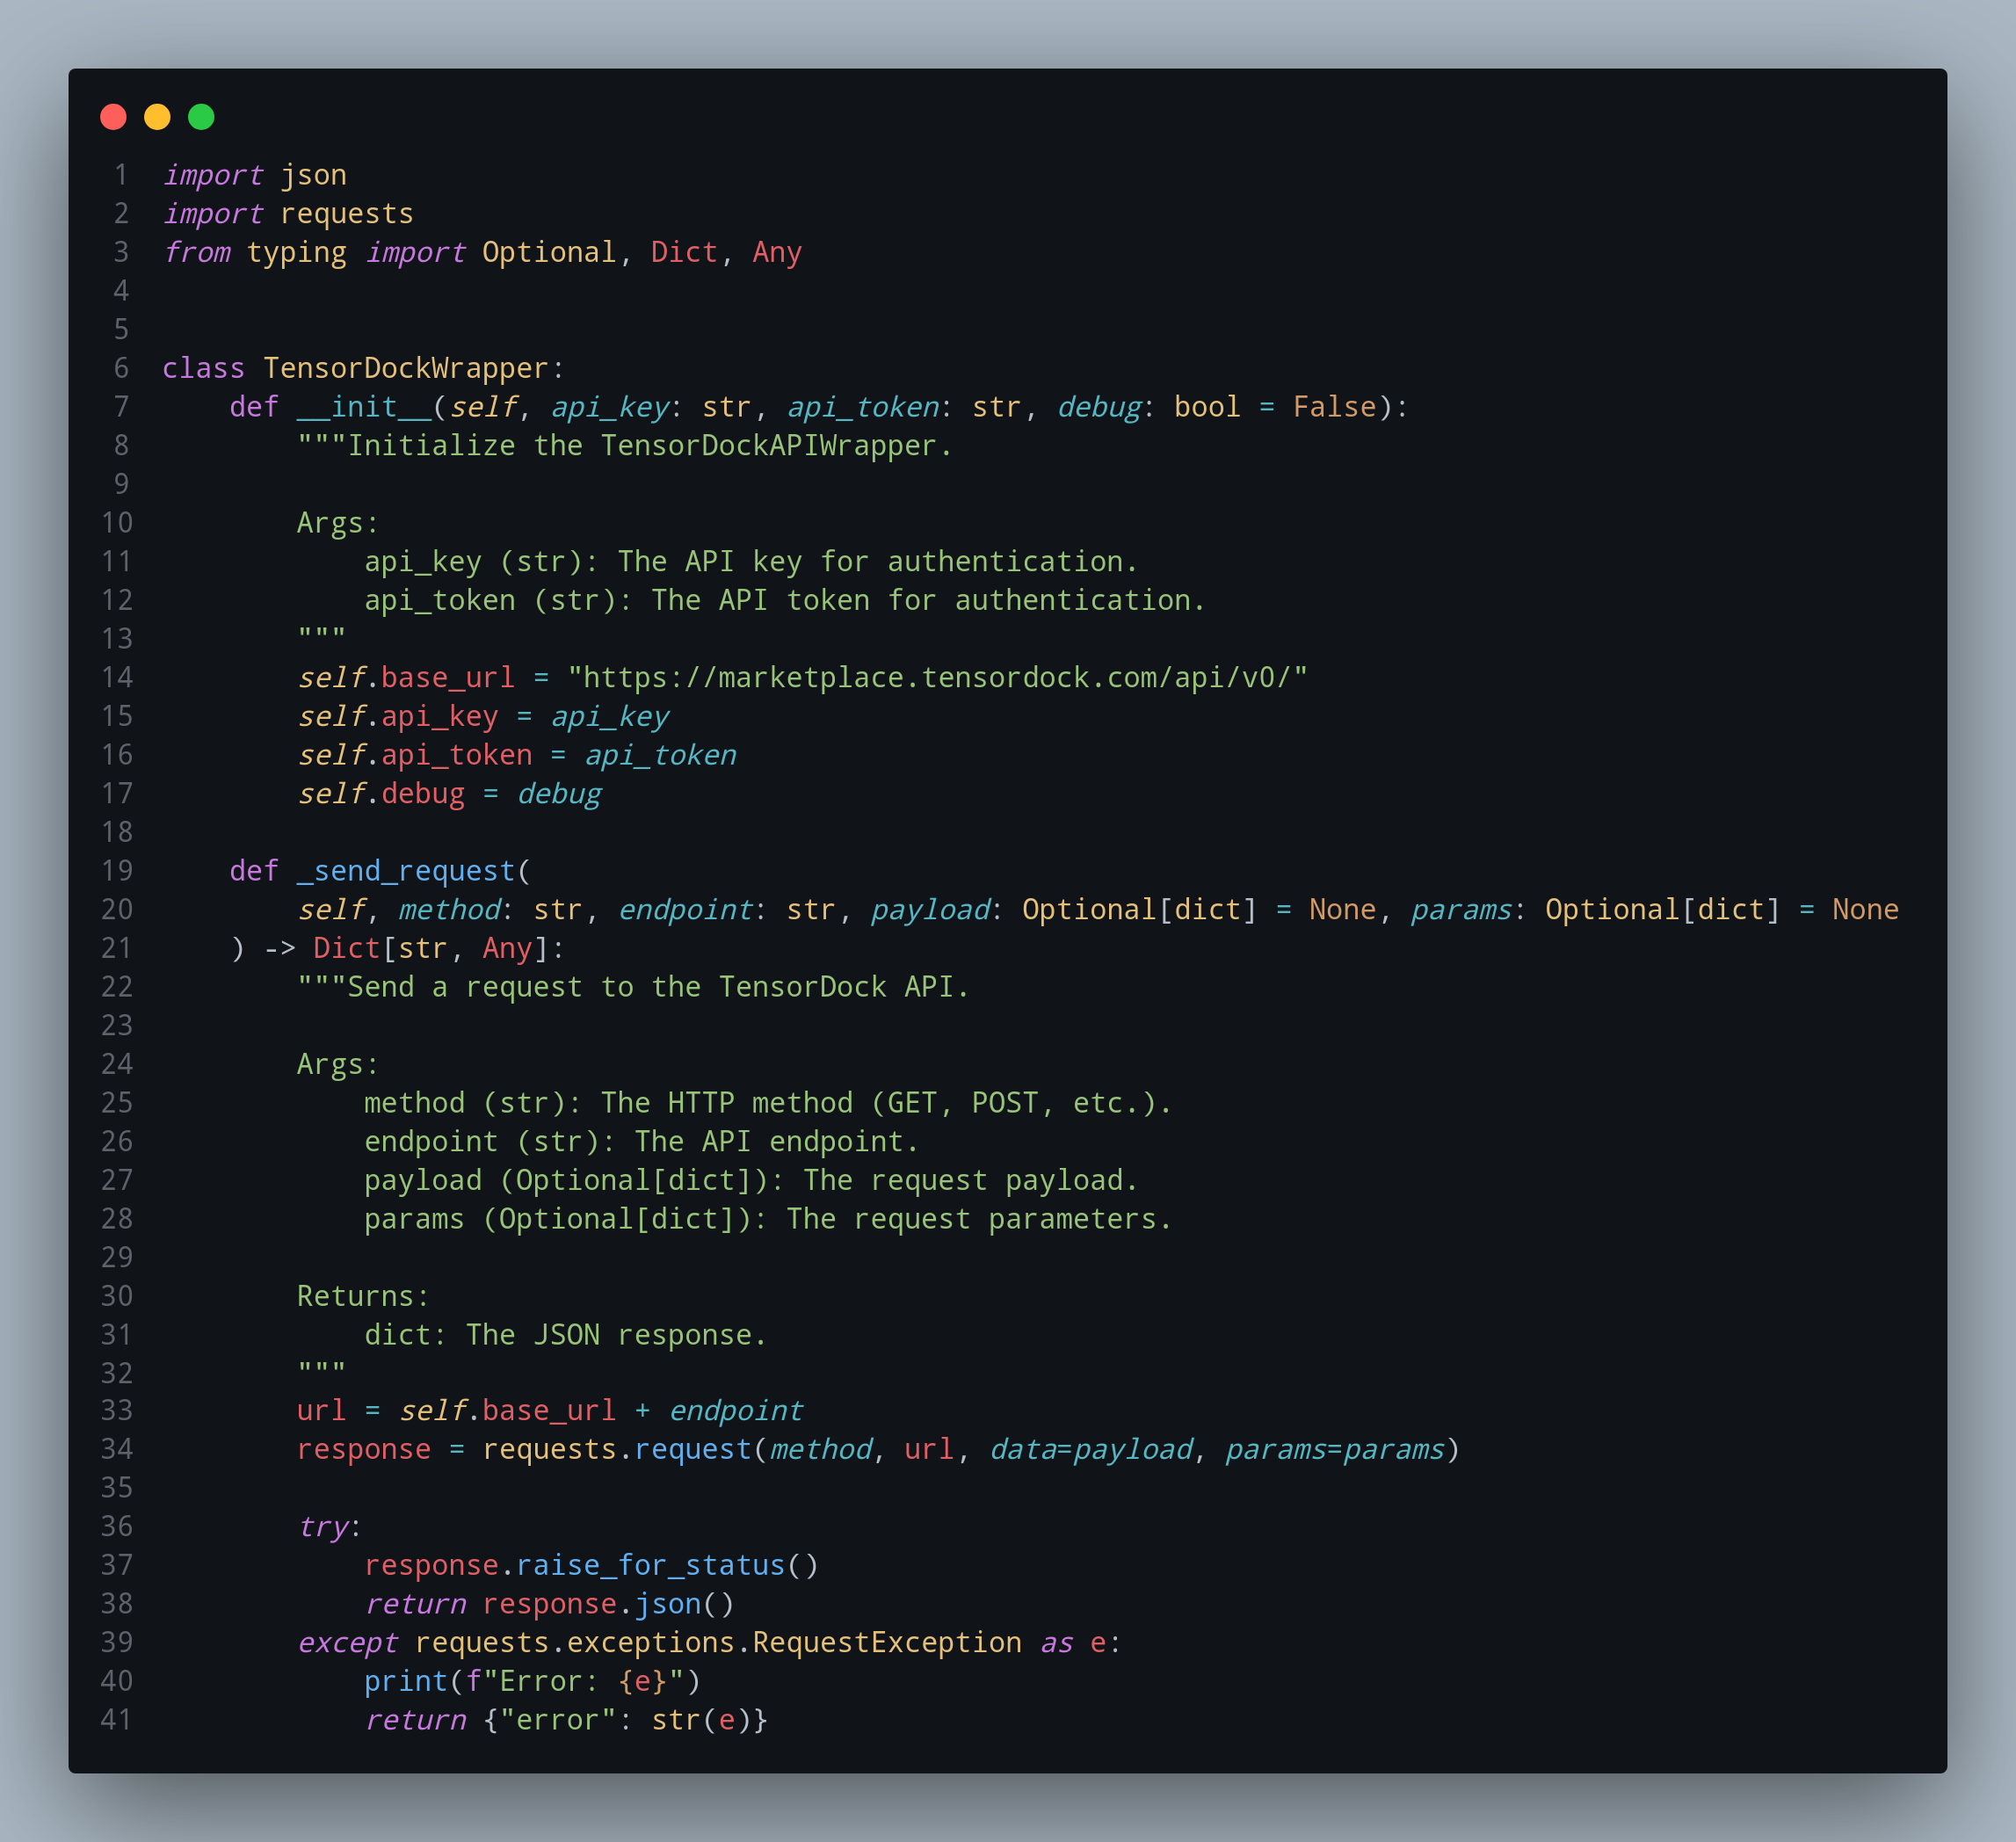 1 import json
2 import requests
3 from typing import Optional, Dict, Any
4
5
6 class TensorDockWrapper:
7     def __init__(self, api_key: str, api_token: str, debug: bool = False):
8         """Initialize the TensorDockAPIWrapper.
9
10         Args:
11             api_key (str): The API key for authentication.
12             api_token (str): The API token for authentication.
13         """
14         self.base_url = "https://marketplace.tensordock.com/api/v0/"
15         self.api_key = api_key
16         self.api_token = api_token
17         self.debug = debug
18
19     def _send_request(
20         self, method: str, endpoint: str, payload: Optional[dict] = None, params: Optional[dict] = None
21     ) -> Dict[str, Any]:
22         """Send a request to the TensorDock API.
23
24         Args:
25             method (str): The HTTP method (GET, POST, etc.).
26             endpoint (str): The API endpoint.
27             payload (Optional[dict]): The request payload.
28             params (Optional[dict]): The request parameters.
29
30         Returns:
31             dict: The JSON response.
32         """
33         url = self.base_url + endpoint
34         response = requests.request(method, url, data=payload, params=params)
35
36         try:
37             response.raise_for_status()
38             return response.json()
39         except requests.exceptions.RequestException as e:
40             print(f"Error: {e}")
41             return {"error": str(e)}